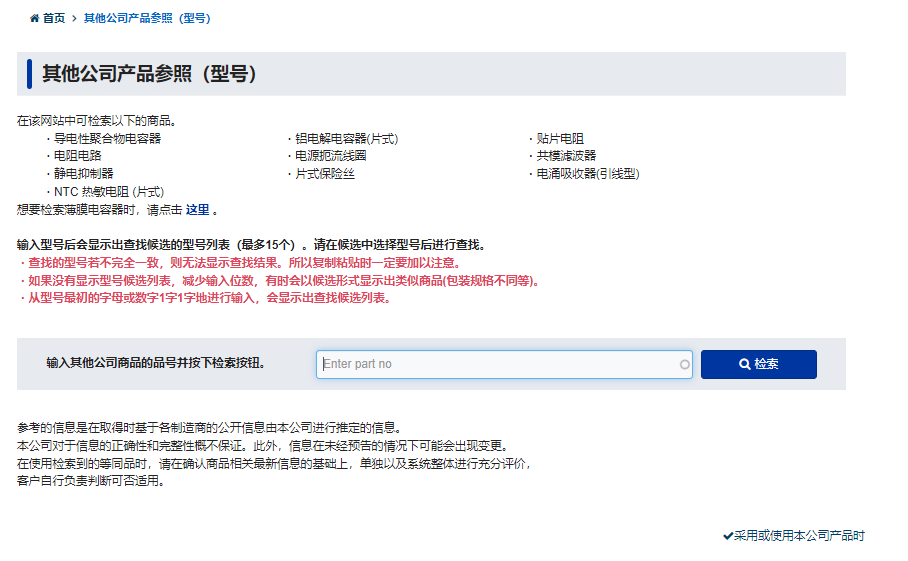 首页 > 其他公司产品参照（型号）
其他公司产品参照（型号）
在该网站中可检索以下的商品。
・导电性聚合物电容器 ・铝电解电容器(片式) ・贴片电阻
・电阻电路 ・电源扼流线圈 ・共模滤波器
・静电抑制器 ・片式保险丝 ・电涌吸收器(引线型)
・NTC 热敏电阻 (片式)
想要检索薄膜电容器时，请点击 这里 。
输入型号后会显示出查找候选的型号列表（最多15个）。请在候选中选择型号后进行查找。
・查找的型号若不完全一致，则无法显示查找结果。所以复制粘贴时一定要加以注意。
・如果没有显示型号候选列表，减少输入位数，有时会以候选形式显示出类似商品(包装规格不同等)。
・从型号最初的字母或数字1字1字地进行输入，会显示出查找候选列表。
输入其他公司商品的品号并按下检索按钮。 Enter part no 检索
参考的信息是在取得时基于各制造商的公开信息由本公司进行推定的信息。
本公司对于信息的正确性和完整性概不保证。此外，信息在未经预告的情况下可能会出现变更。
在使用检索到的等同品时，请在确认商品相关最新信息的基础上，单独以及系统整体进行充分评价，
客户自行负责判断可否适用。
采用或使用本公司产品时